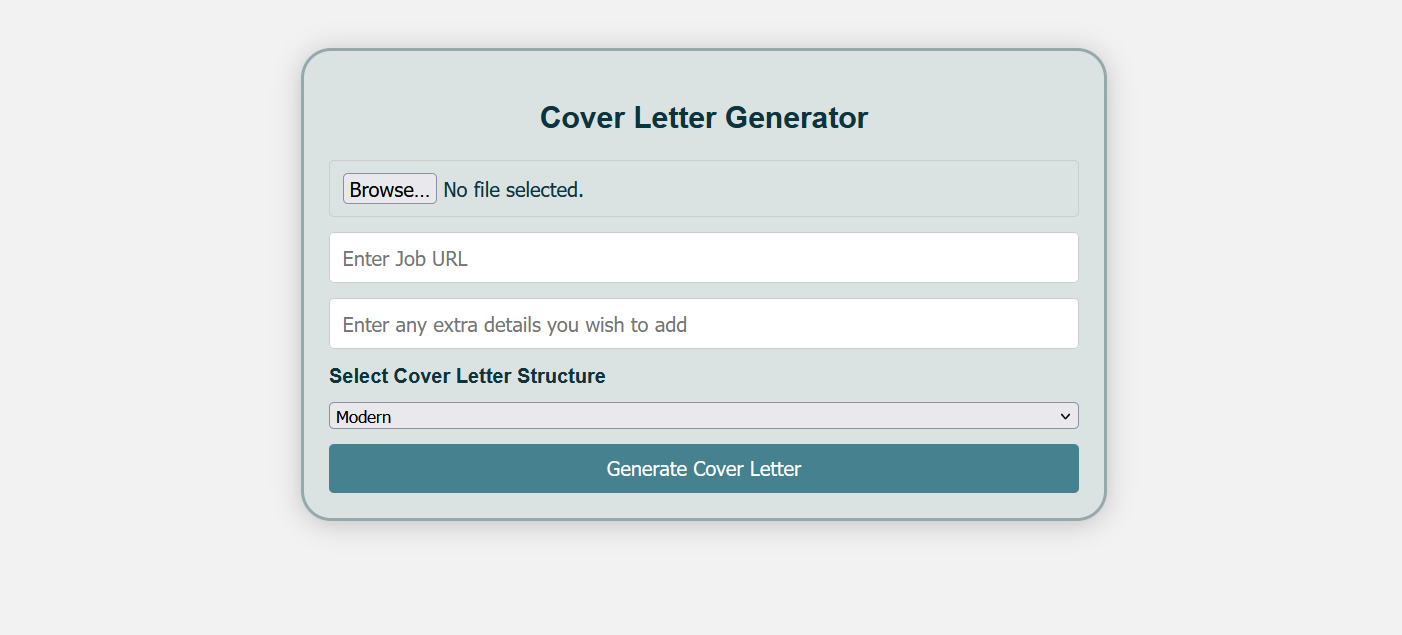 Cover Letter Generator
Browse... No file selected.
Enter Job URL
Enter any extra details you wish to add
Select Cover Letter Structure
Modern
Generate Cover Letter